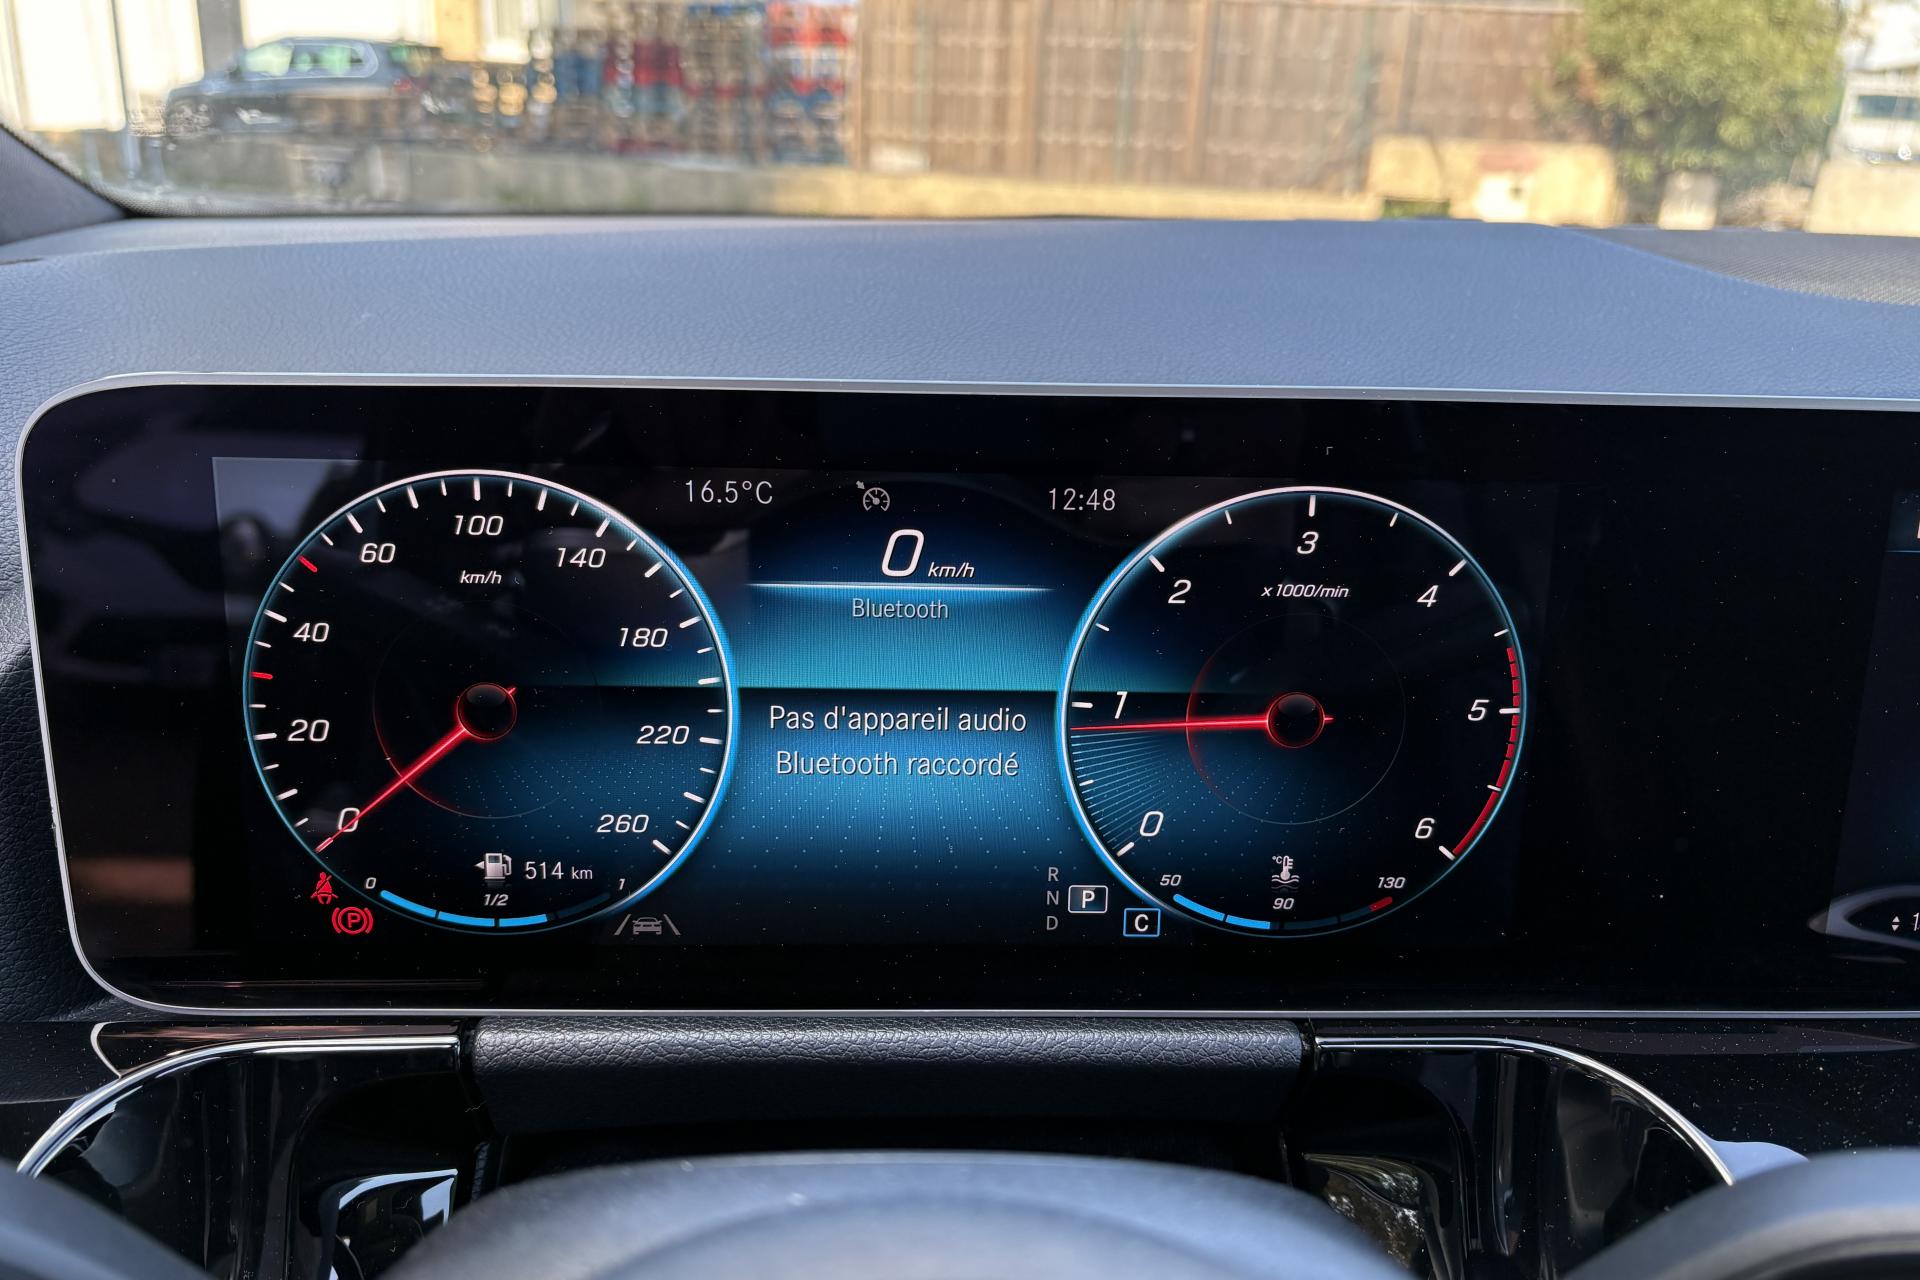 16.5°C
12:48
0 km/h
Bluetooth
Pas d'appareil audio
Bluetooth raccordé
0
20
40
60
100
140
180
220
260
km/h
514 km
0
1/2
1
P
R
N
D
P
C
0
1
2
3
4
5
6
x1000/min
°C
50
90
130